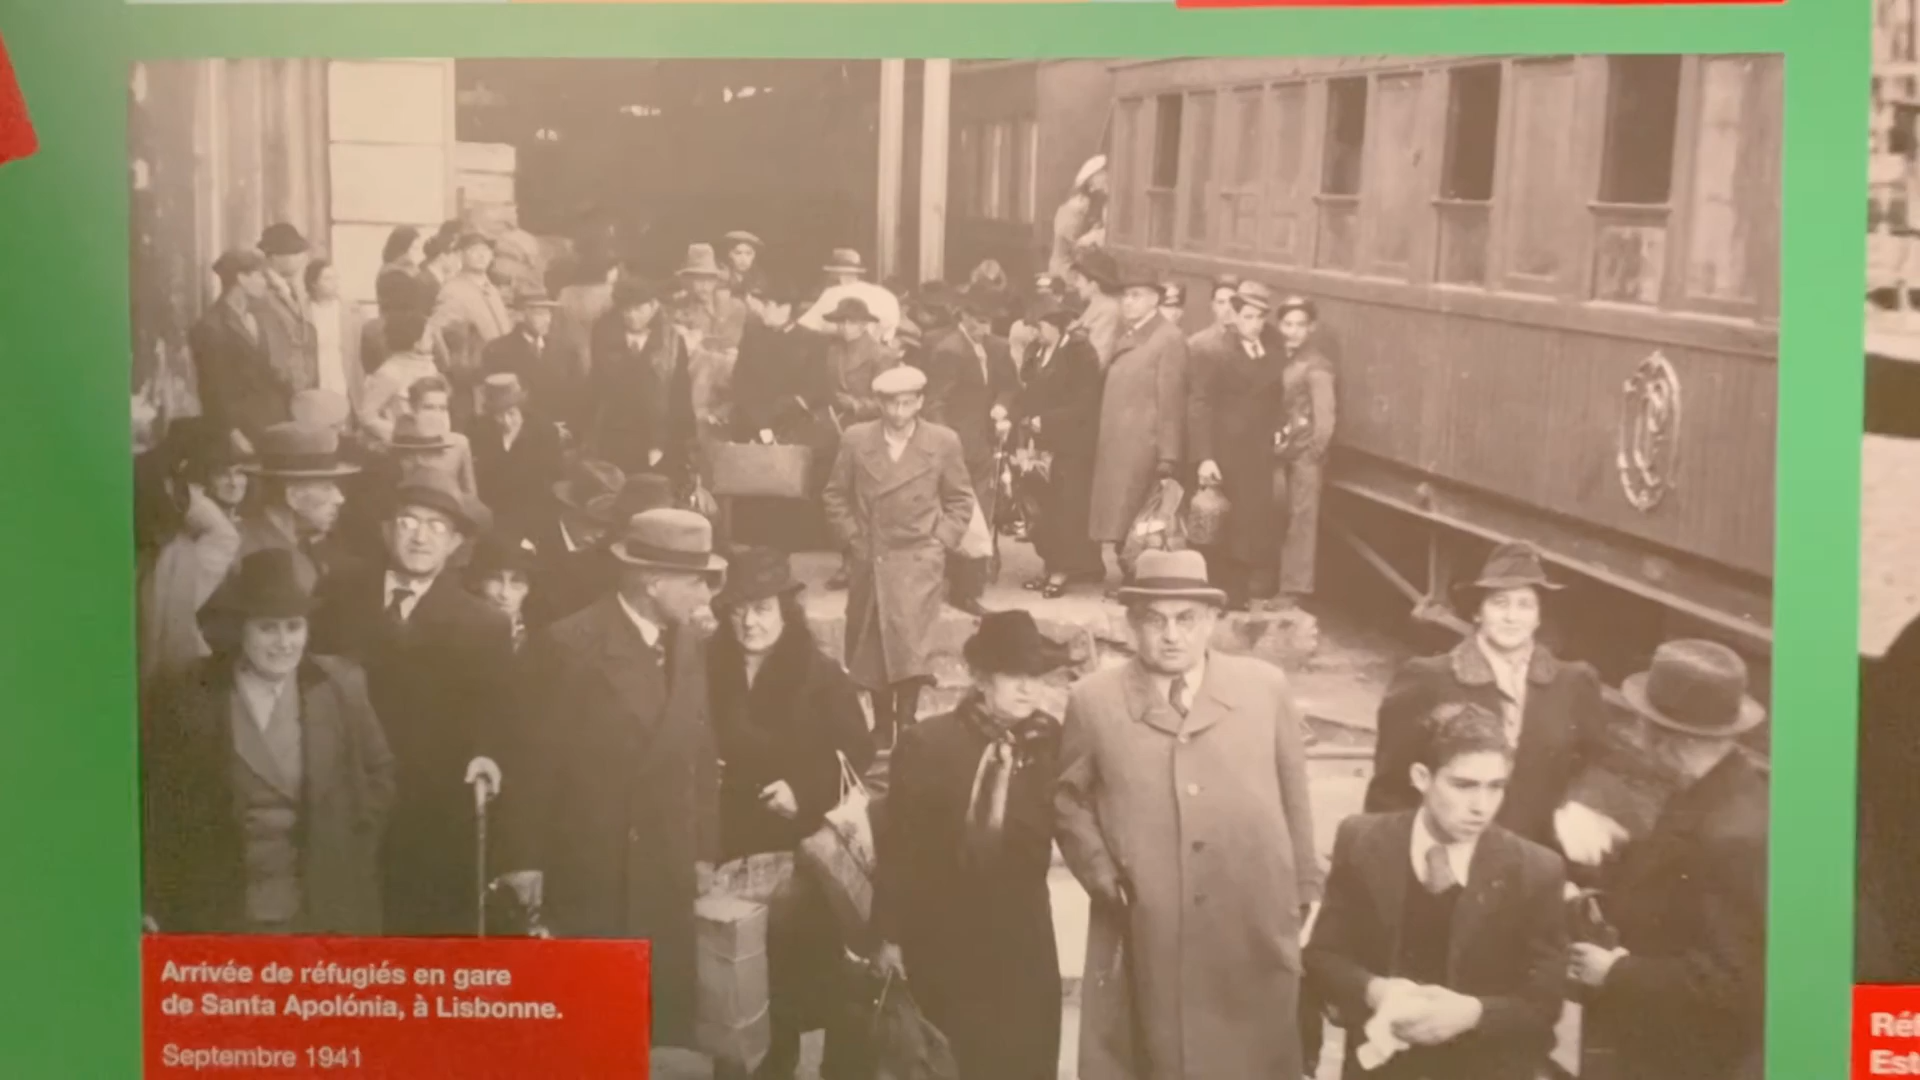 Arrivée de réfugiés en gare
de Santa Apolónia, à Lisbonne.
Septembre 1941